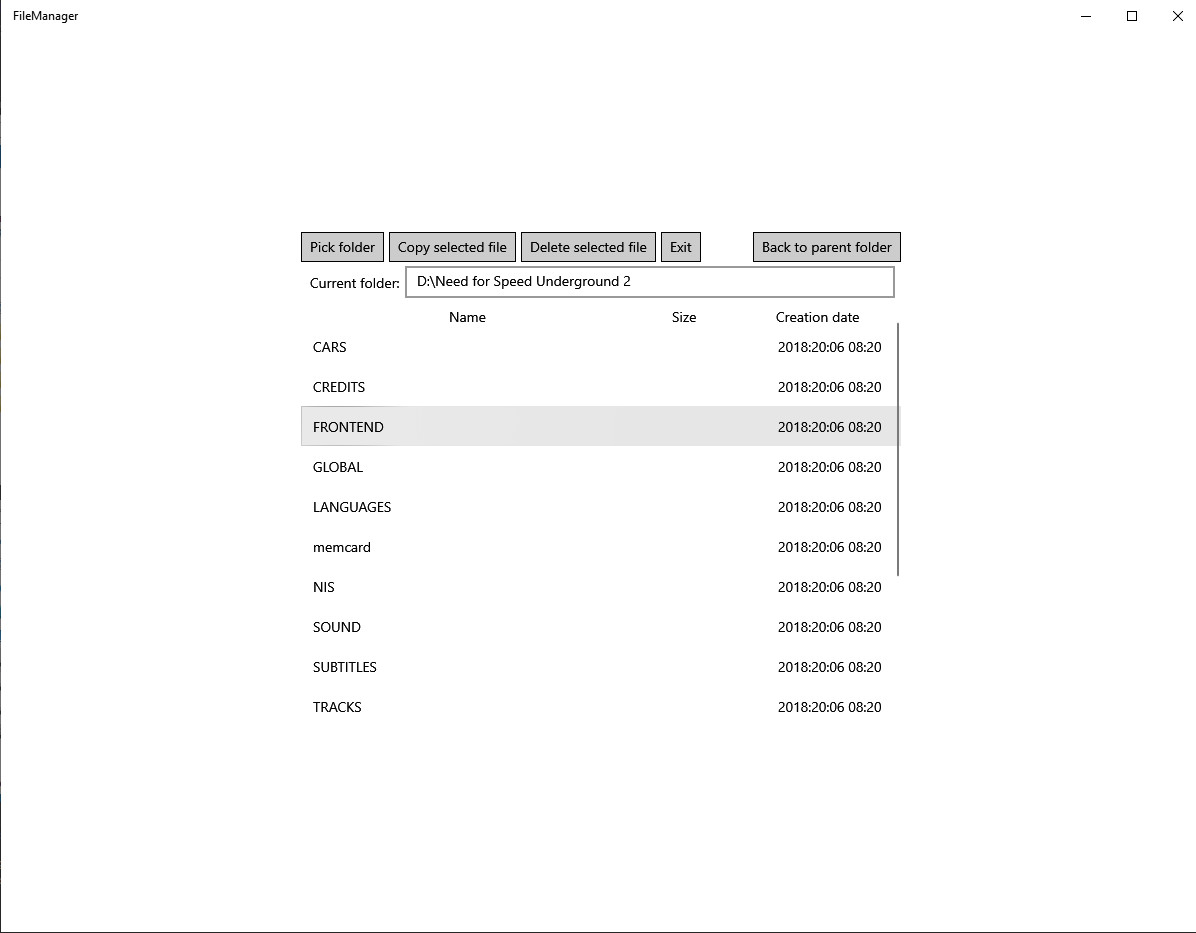 FileManager
Pick folder Copy selected file Delete selected file Exit Back to parent folder
Current folder: D:\Need for Speed Underground 2
Name Size Creation date
CARS 2018:20:06 08:20
CREDITS 2018:20:06 08:20
FRONTEND 2018:20:06 08:20
GLOBAL 2018:20:06 08:20
LANGUAGES 2018:20:06 08:20
memcard 2018:20:06 08:20
NIS 2018:20:06 08:20
SOUND 2018:20:06 08:20
SUBTITLES 2018:20:06 08:20
TRACKS 2018:20:06 08:20